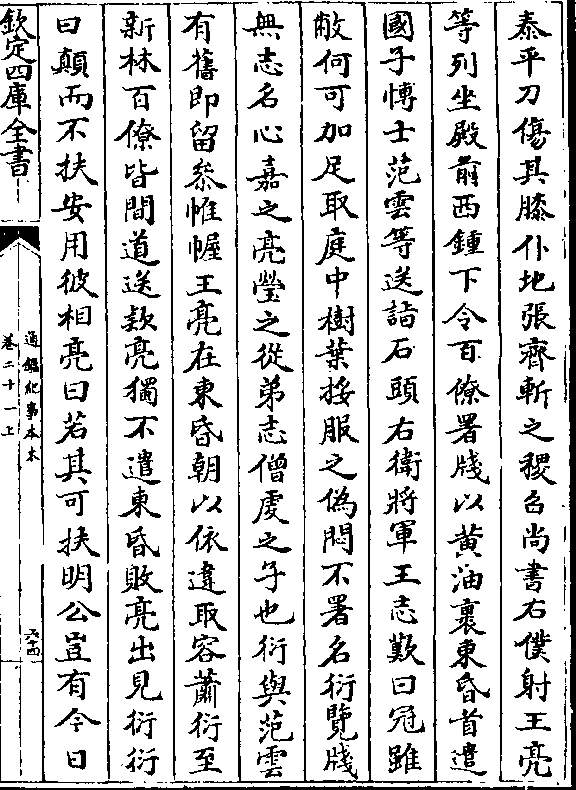 泰平刀傷其膝仆地張齊斬之稷召尚書右僕射王亮
等列坐殿前西鍾下令百僚署牋以黄油裹東昏首遣
國子愽士范雲等送詣石頭右衛將軍王志歎曰冠雖
敝何可加足取庭中樹葉挼服之偽悶不署名衍覽牋
無志名心嘉之亮瑩之從弟志僧虔之子也衍與范雲
有舊即留叅帷幄王亮在東昏朝以依違取容蕭衍至
新林百僚皆間道送款亮獨不遣東昏敗亮出見衍衍
曰顛而不扶安用彼相亮曰若其可扶明公豈有今日
欽定四庫全書
通鑑紀事本末
卷二十一上